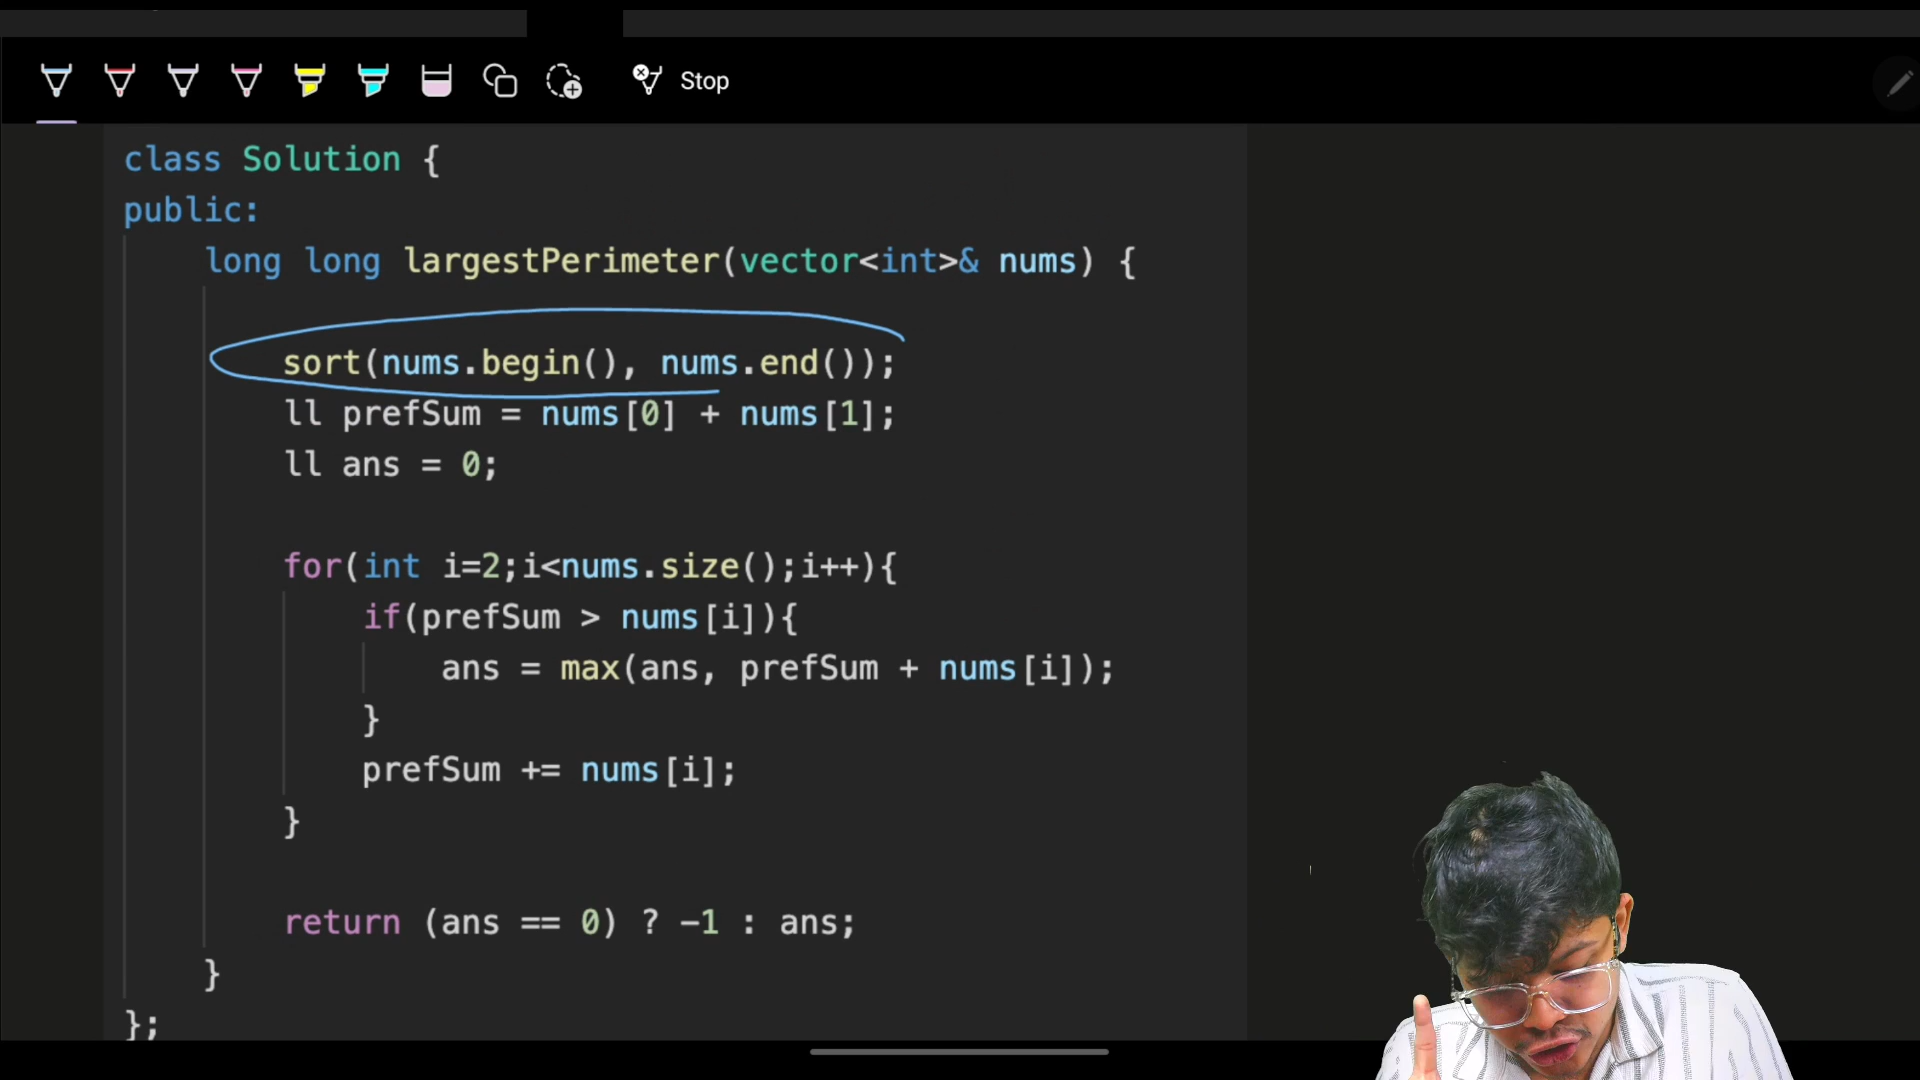 Stop
class Solution {
public:
long long largestPerimeter(vector<int>& nums) {
sort(nums.begin(), nums.end());
ll prefSum = nums[0] + nums[1];
ll ans = 0;
for(int i=2;i<nums.size();i++){
if(prefSum > nums[i]){
ans = max(ans, prefSum + nums[i]);
}
prefSum += nums[i];
}
return (ans == 0) ? -1 : ans;
}
};